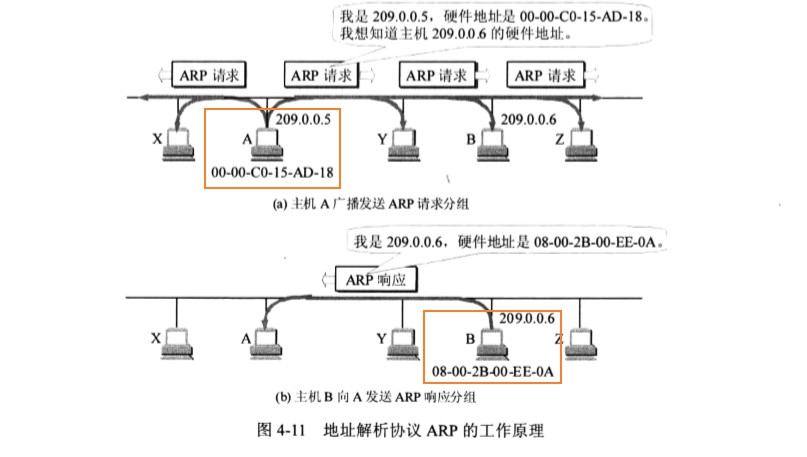 我是 209.0.0.5，硬件地址是 00-00-C0-15-AD-18。
我想知道主机 209.0.0.6 的硬件地址。
ARP 请求 ARP 请求 ARP 请求 ARP 请求
209.0.0.5 209.0.0.6
X A Y B Z
00-00-C0-15-AD-18
(a) 主机 A 广播发送 ARP 请求分组
我是 209.0.0.6，硬件地址是 08-00-2B-00-EE-0A。
ARP 响应
209.0.0.6
X A Y B Z
08-00-2B-00-EE-0A
(b) 主机 B 向 A 发送 ARP 响应分组
图 4-11 地址解析协议 ARP 的工作原理